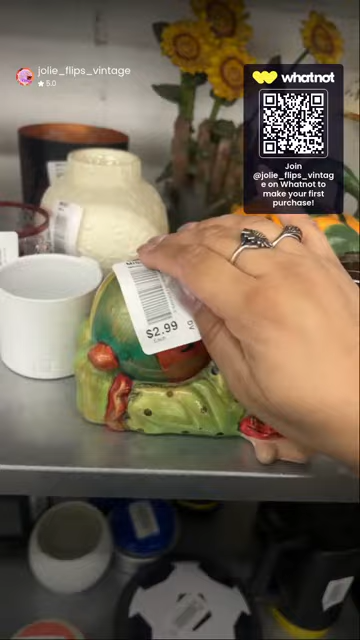 jolie_flips_vintage
★ 5.0
whatnot
Join
@jolie_flips_vintag
e on Whatnot to
make your first
purchase!
$2.99